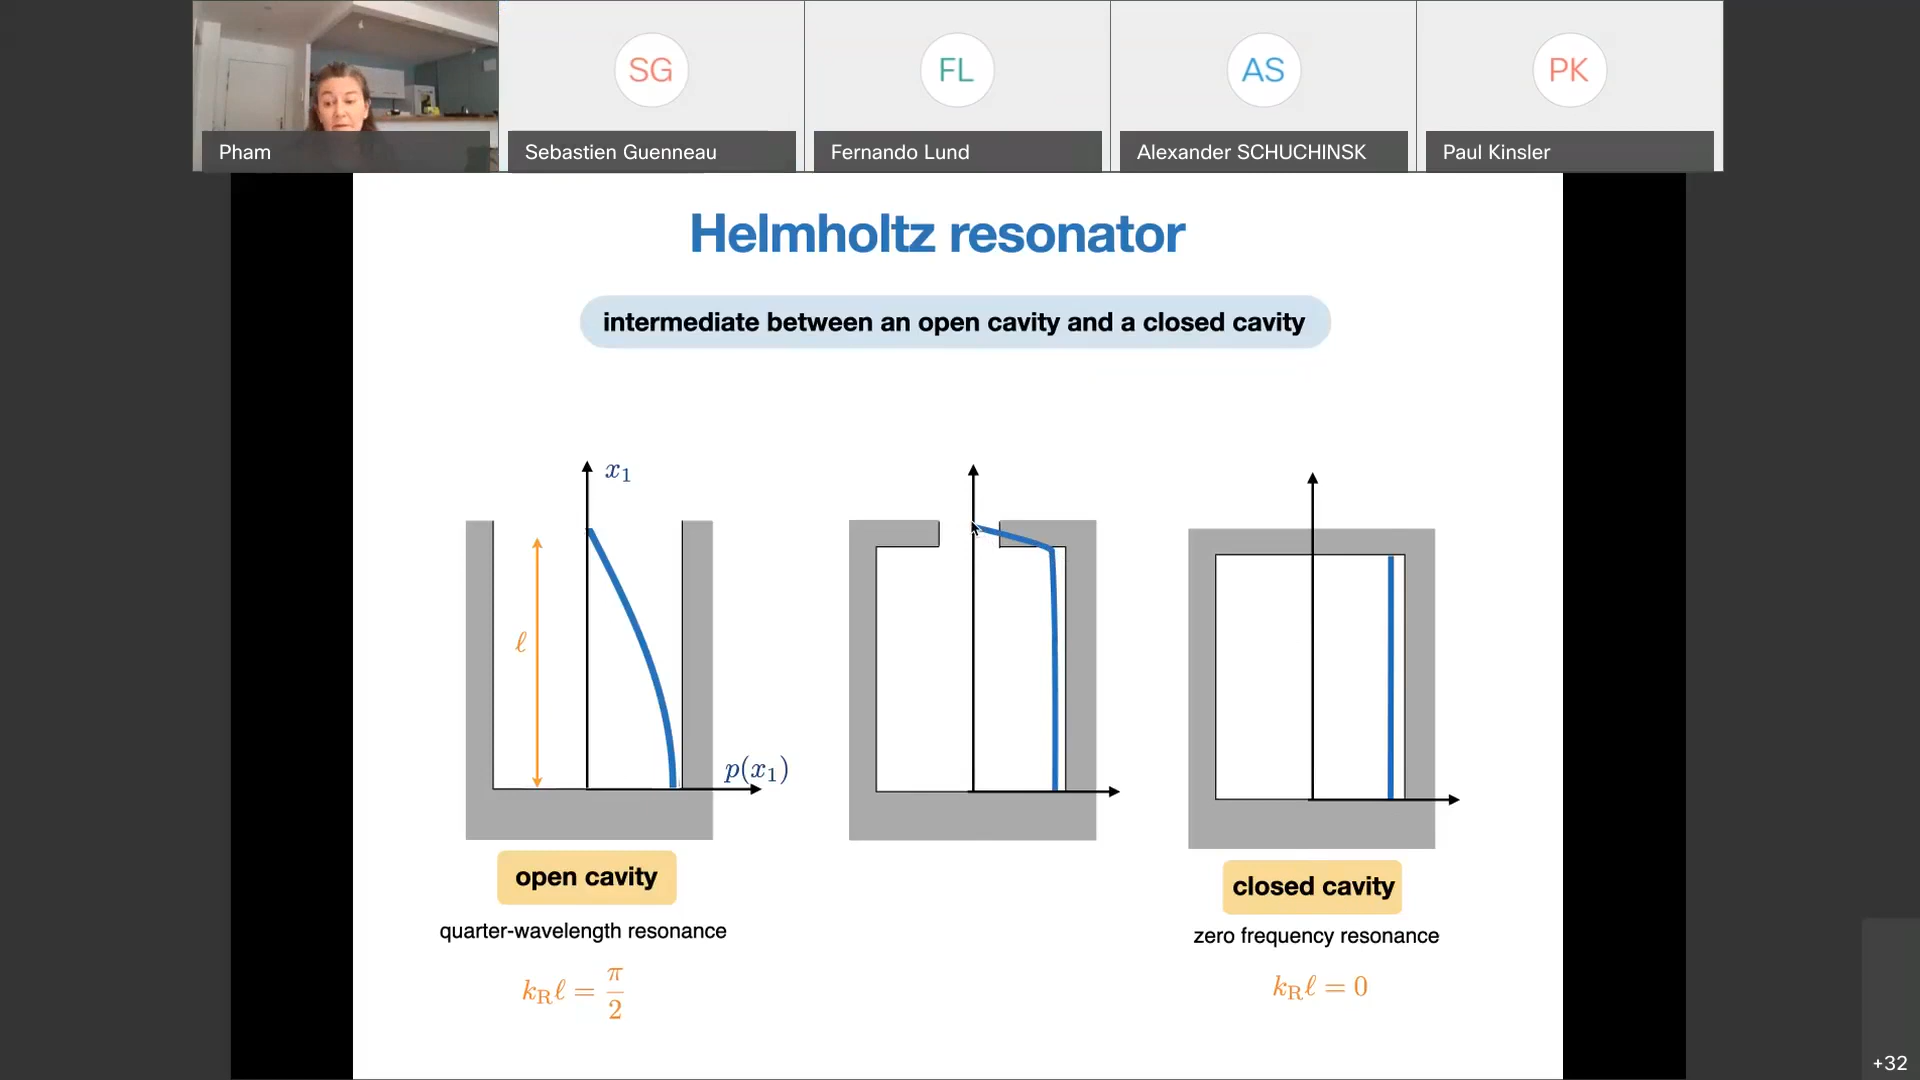 SG
FL
AS
PK
Pham
Sebastien Guenneau
Fernando Lund
Alexander SCHUCHINSK
Paul Kinsler
Helmholtz resonator
intermediate between an open cavity and a closed cavity
x₁
ℓ
p(x₁)
open cavity
quarter-wavelength resonance
k_R ℓ = π/2
closed cavity
zero frequency resonance
k_R ℓ = 0
+32